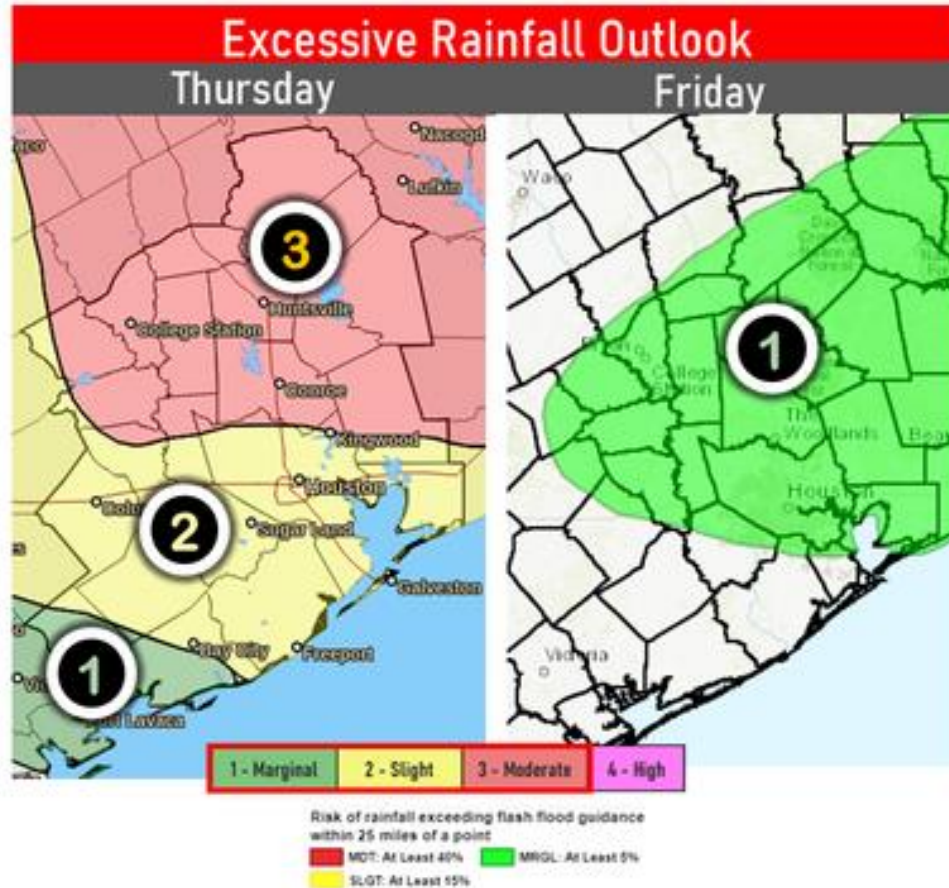 Excessive Rainfall Outlook
Thursday
Friday
Nacogd
Lufkin
3
Huntsville
College Station
Conroe
Kingwood
Houston
2
Sugar Land
Galveston
Bay City
Freeport
1
Waco
1
College
Station
The
Woodlands
Houston
Victoria
1 - Marginal
2 - Slight
3 - Moderate
4 - High
Risk of rainfall exceeding flash flood guidance
within 25 miles of a point
MDT: At Least 40%
MRGL: At Least 5%
SLGT: At Least 15%